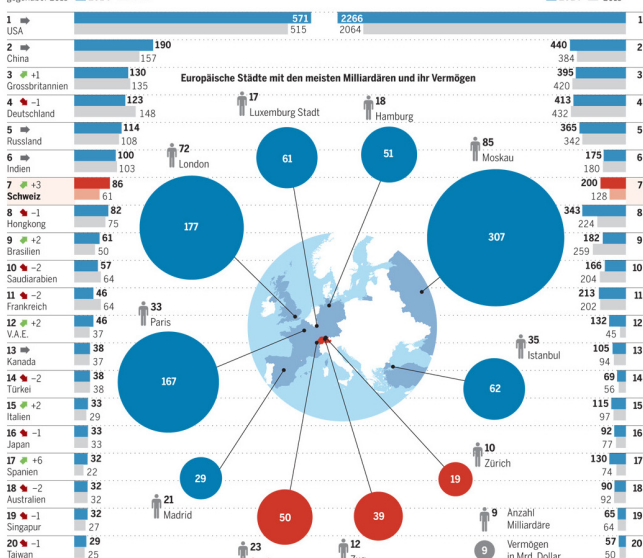 1 571 2266 1
USA 515 2064
2 190 440 2
China 157 384
3 +1 130 395 3
Grossbritannien 135 420
4 –1 123 413 4
Deutschland 148 432
5 114 365 5
Russland 108 342
6 100 175 6
Indien 103 180
7 +3 86 200 7
Schweiz 61 128
8 –1 82 343 8
Hongkong 75 224
9 +2 61 182 9
Brasilien 50 259
10 –2 57 166 10
Saudiarabien 64 204
11 –2 46 213 11
Frankreich 64 202
12 +2 46 132 12
V.A.E. 37 45
13 38 105 13
Kanada 37 94
14 –2 38 69 14
Türkei 38 56
15 +2 33 115 15
Italien 29 97
16 –1 33 92 16
Japan 33 77
17 +6 32 130 17
Spanien 22 74
18 –2 32 90 18
Australien 32 92
19 –1 32 65 19
Singapur 27 64
20 –1 29 57 20
Taiwan 25 50
Europäische Städte mit den meisten Milliardären und ihr Vermögen
17
Luxemburg Stadt
61
18
Hamburg
51
72
London
177
85
Moskau
307
33
Paris
167
35
Istanbul
62
10
Zürich
19
21
Madrid
29
23
50
12
39
9 Anzahl
Milliardäre
9 Vermögen
in Mrd. Dollar